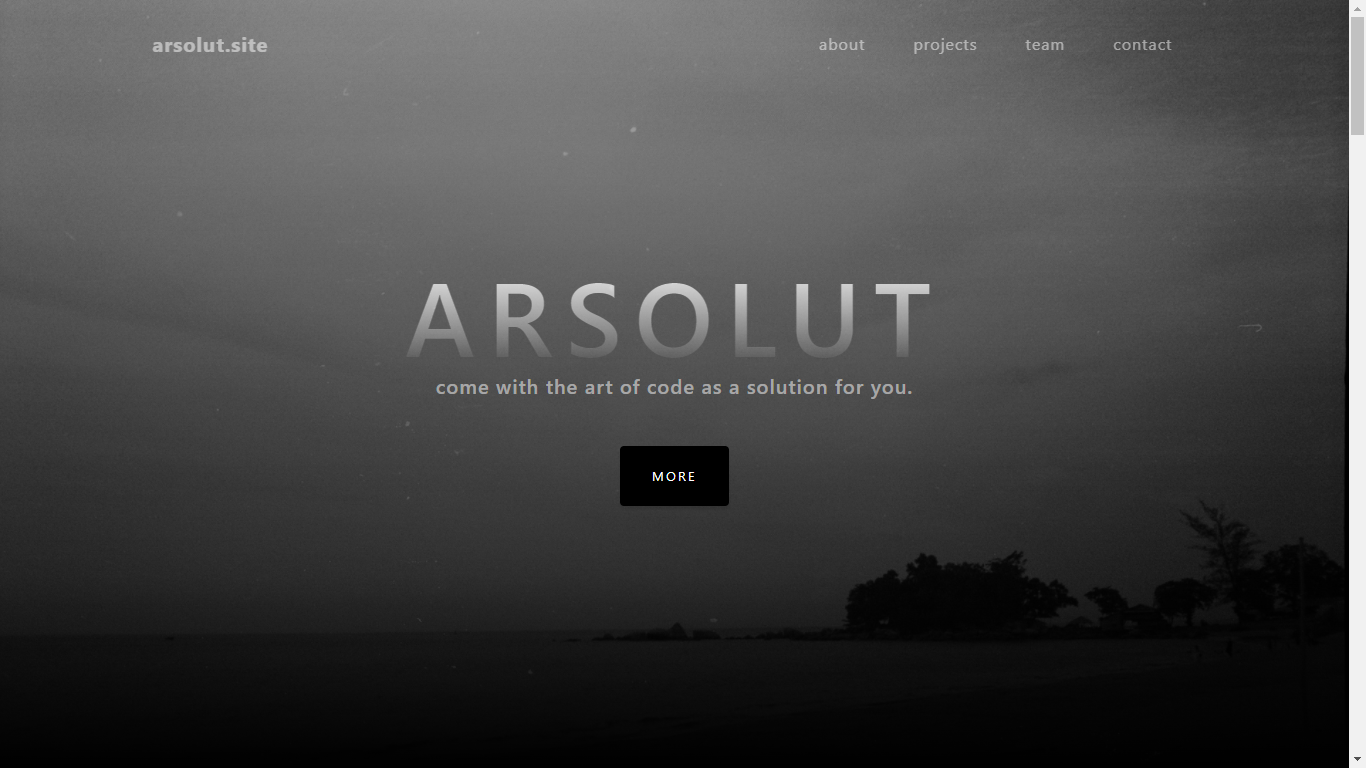 arsolut.site
about projects team contact
ARSOLUT
come with the art of code as a solution for you.
MORE